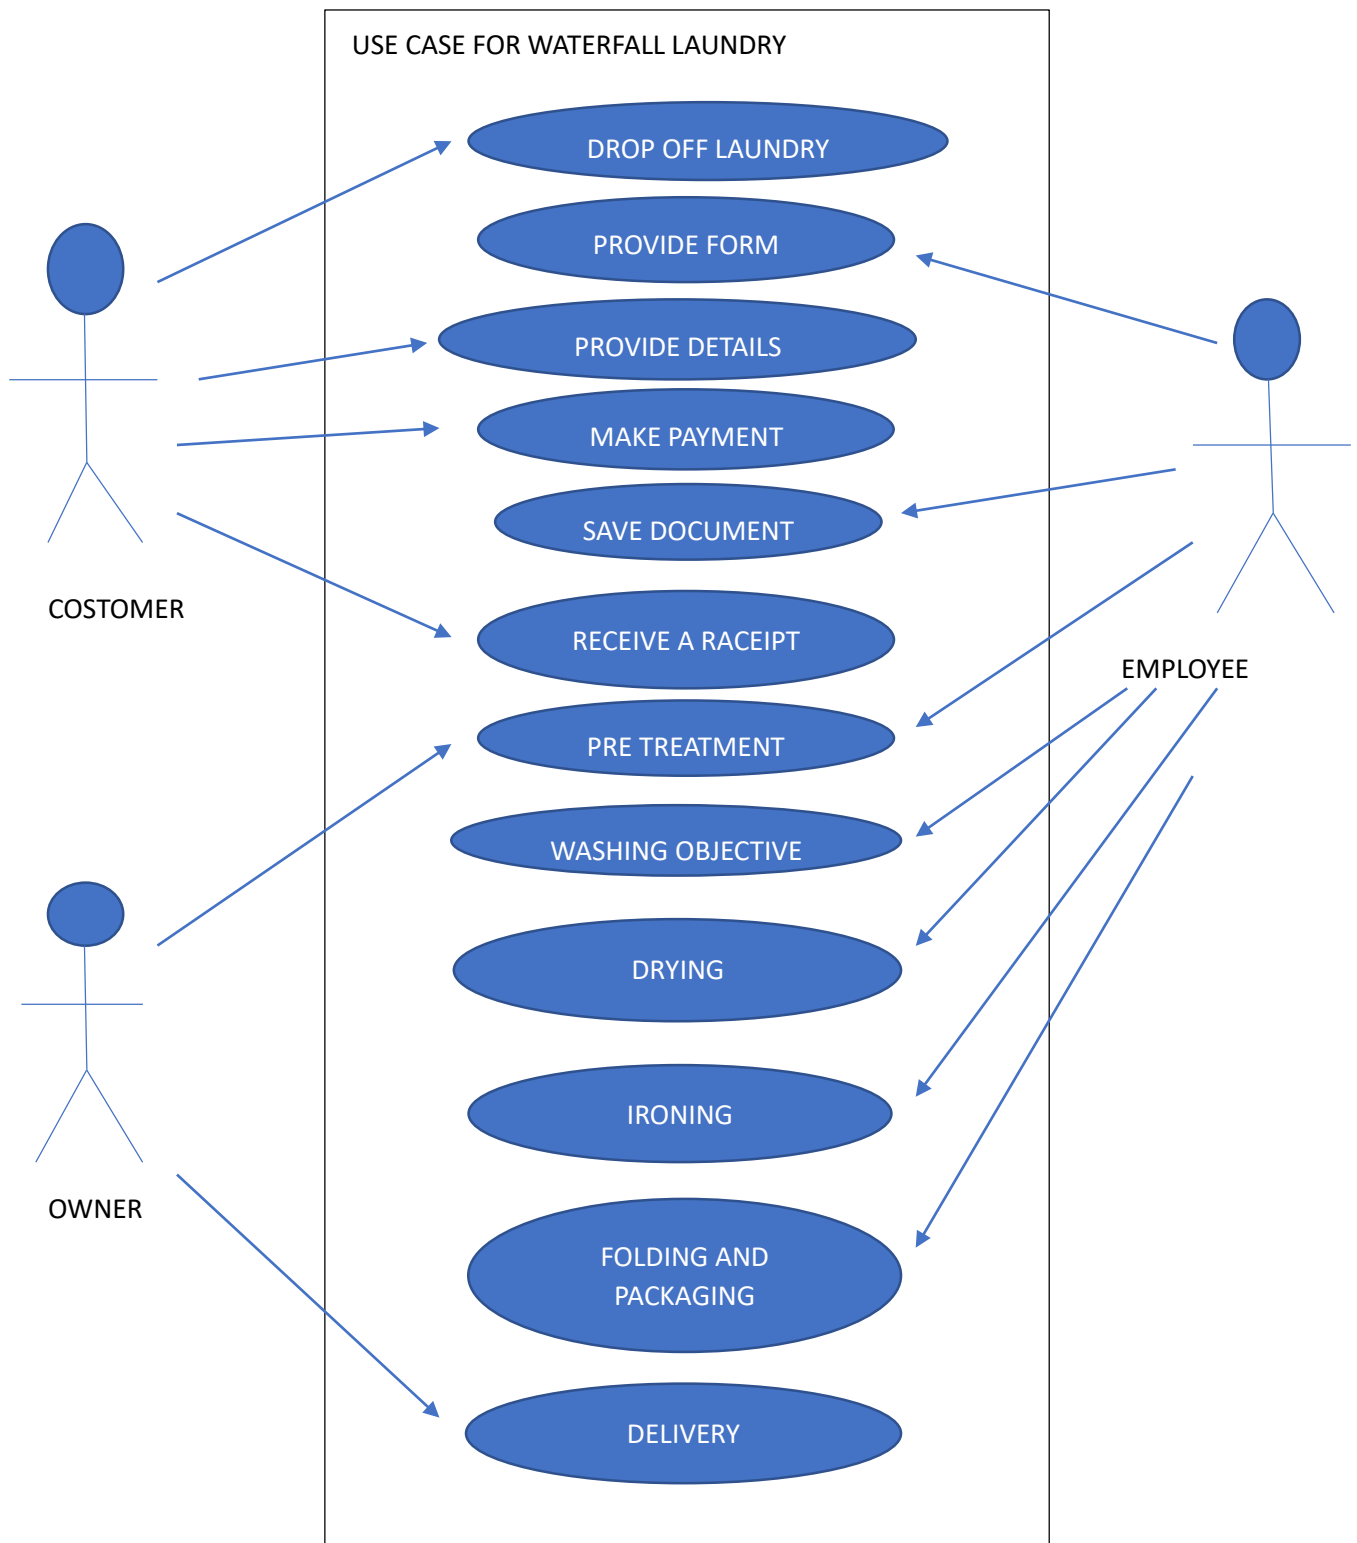 USE CASE FOR WATERFALL LAUNDRY
DROP OFF LAUNDRY
PROVIDE FORM
PROVIDE DETAILS
MAKE PAYMENT
SAVE DOCUMENT
COSTOMER
RECEIVE A RACEIPT
EMPLOYEE
PRE TREATMENT
WASHING OBJECTIVE
DRYING
IRONING
OWNER
FOLDING AND
PACKAGING
DELIVERY